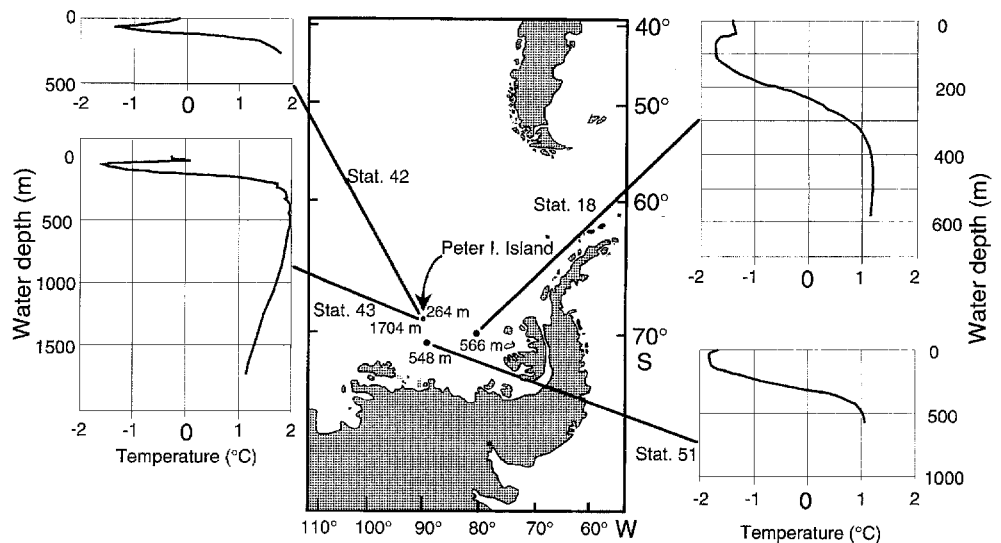 0
500
-2 -1 0 1 2
0
500
1000
1500
-2 -1 0 1 2
Temperature (°C)
Water depth (m)
40°
50°
60°
70°
S
110° 100° 90° 80° 70° 60° W
Stat. 42
Stat. 18
Peter I. Island
264 m
Stat. 43
1704 m
566 m
548 m
Stat. 51
0
200
400
600
-2 -1 0 1 2
Water depth (m)
0
500
1000
-2 -1 0 1 2
Temperature (°C)